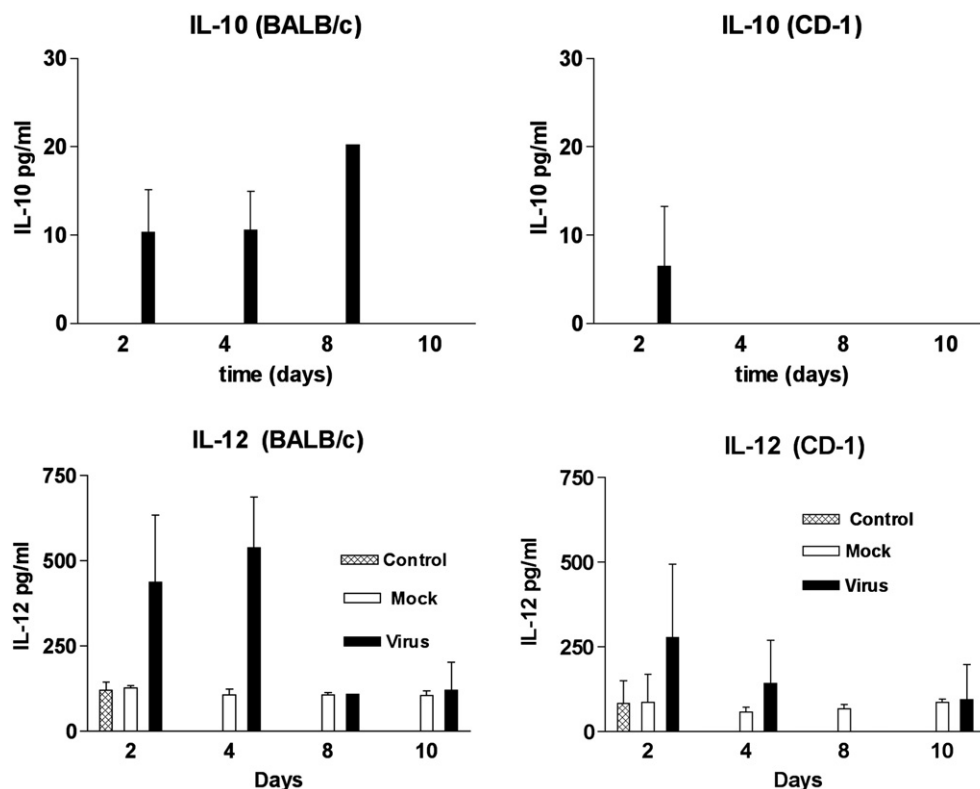 IL-10 (BALB/c)
IL-10 pg/ml
30
20
10
0
2 4 8 10
time (days)
IL-10 (CD-1)
IL-10 pg/ml
30
20
10
0
2 4 8 10
time (days)
IL-12 (BALB/c)
IL-12 pg/ml
750
500
250
0
Control
Mock
Virus
2 4 8 10
Days
IL-12 (CD-1)
IL-12 pg/ml
750
500
250
0
Control
Mock
Virus
2 4 8 10
Days